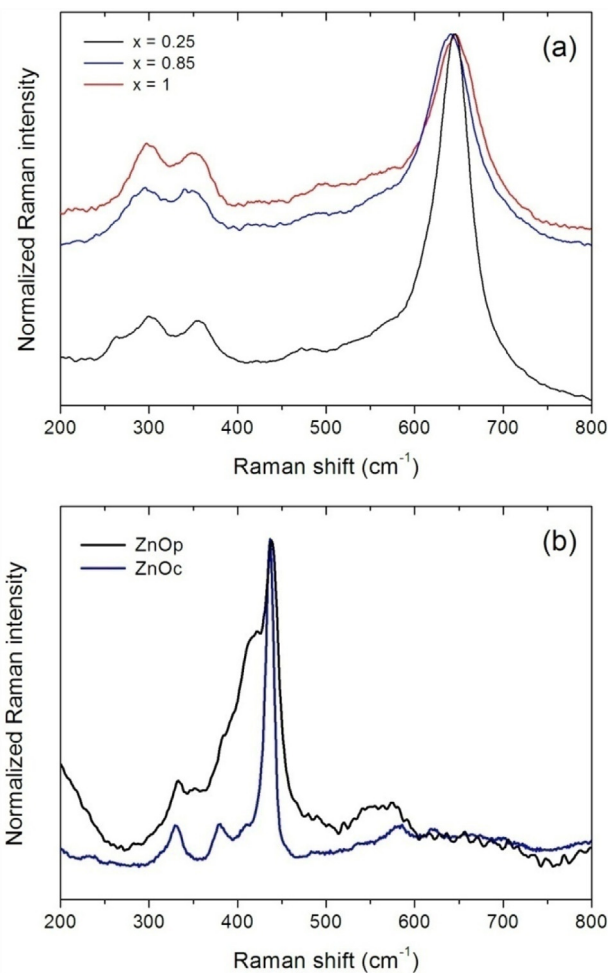 (a)
x = 0.25
x = 0.85
x = 1
Normalized Raman intensity
200 300 400 500 600 700 800
Raman shift (cm⁻¹)
(b)
ZnOp
ZnOc
Normalized Raman intensity
200 300 400 500 600 700 800
Raman shift (cm⁻¹)